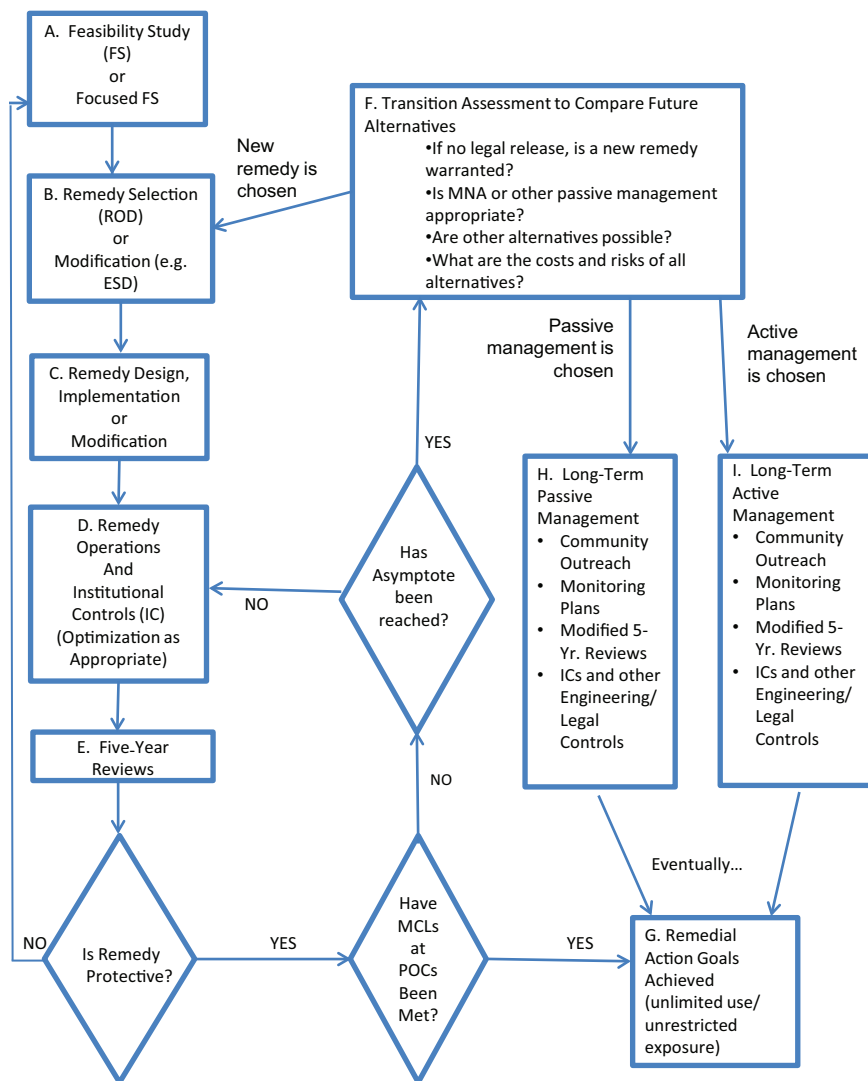 A. Feasibility Study
(FS)
or
Focused FS
F. Transition Assessment to Compare Future
Alternatives
•If no legal release, is a new remedy
warranted?
•Is MNA or other passive management
appropriate?
•Are other alternatives possible?
•What are the costs and risks of all
alternatives?
New
remedy is
chosen
B. Remedy Selection
(ROD)
or
Modification (e.g.
ESD)
Passive
management is
chosen
Active
management
is chosen
C. Remedy Design,
Implementation
or
Modification
YES
H. Long-Term
Passive
Management
• Community
Outreach
• Monitoring
Plans
• Modified 5-
Yr. Reviews
• ICs and other
Engineering/
Legal
Controls
I. Long-Term
Active
Management
• Community
Outreach
• Monitoring
Plans
• Modified 5-
Yr. Reviews
• ICs and other
Engineering/
Legal
Controls
D. Remedy
Operations
And
Institutional
Controls (IC)
(Optimization as
Appropriate)
NO
Has
Asymptote
been
reached?
E. Five-Year
Reviews
NO
Eventually...
NO
Is Remedy
Protective?
YES
Have
MCLs
at
POCs
Been
Met?
YES
G. Remedial
Action Goals
Achieved
(unlimited use/
unrestricted
exposure)